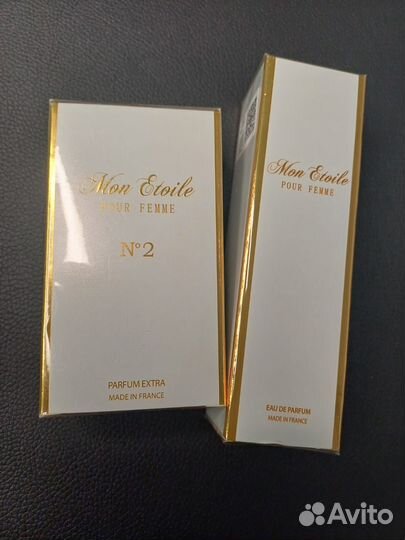 Mon Etoile
POUR FEMME
N°2
PARFUM EXTRA
MADE IN FRANCE
Mon Etoile
POUR FEMME
EAU DE PARFUM
MADE IN FRANCE
Avito